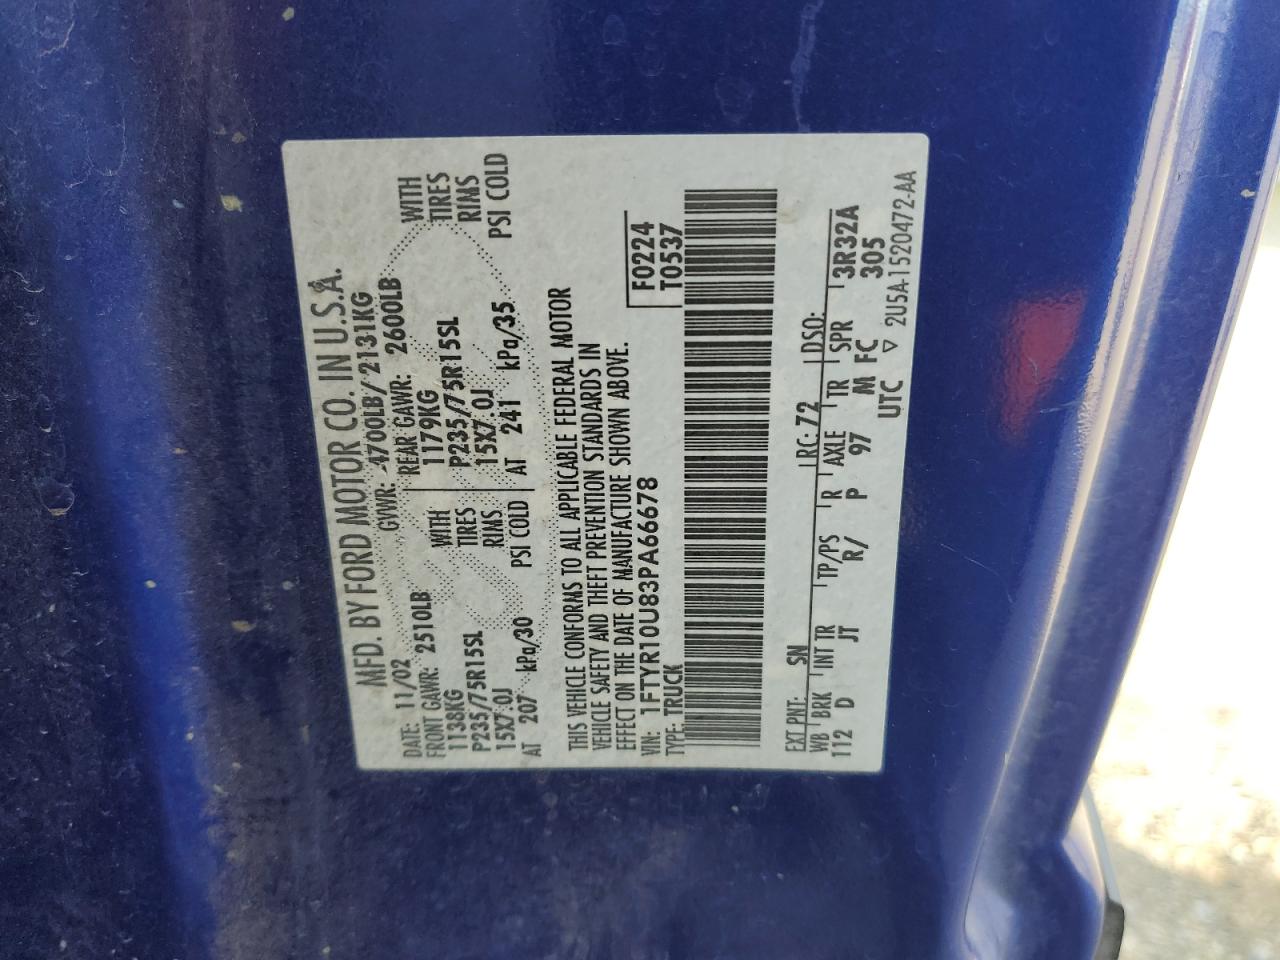 MFD. BY FORD MOTOR CO. IN U.S.A.
DATE: 11/02 GVWR: 4700LB/ 2131KG
FRONT GAWR: 2510LB REAR GAWR: 2600LB
1138KG WITH 1179KG WITH
P235/75R15SL TIRES P235/75R15SL TIRES
15X7.0J RIMS 15X7.0J RIMS
AT 207 kPa/30 PSI COLD AT 241 kPa/35 PSI COLD
THIS VEHICLE CONFORMS TO ALL APPLICABLE FEDERAL MOTOR
VEHICLE SAFETY AND THEFT PREVENTION STANDARDS IN
EFFECT ON THE DATE OF MANUFACTURE SHOWN ABOVE.
F0224
VIN: 1FTYR10U83PA66678
T0537
TYPE: TRUCK
EXT PNT: SN RC: 72 DSO:
WB BRK INT TR TP/PS R AXLE TR SPR 3R32A
112 D JT R/ P 97 M FC 305
UTC ▽ 2U5A-1520472-AA